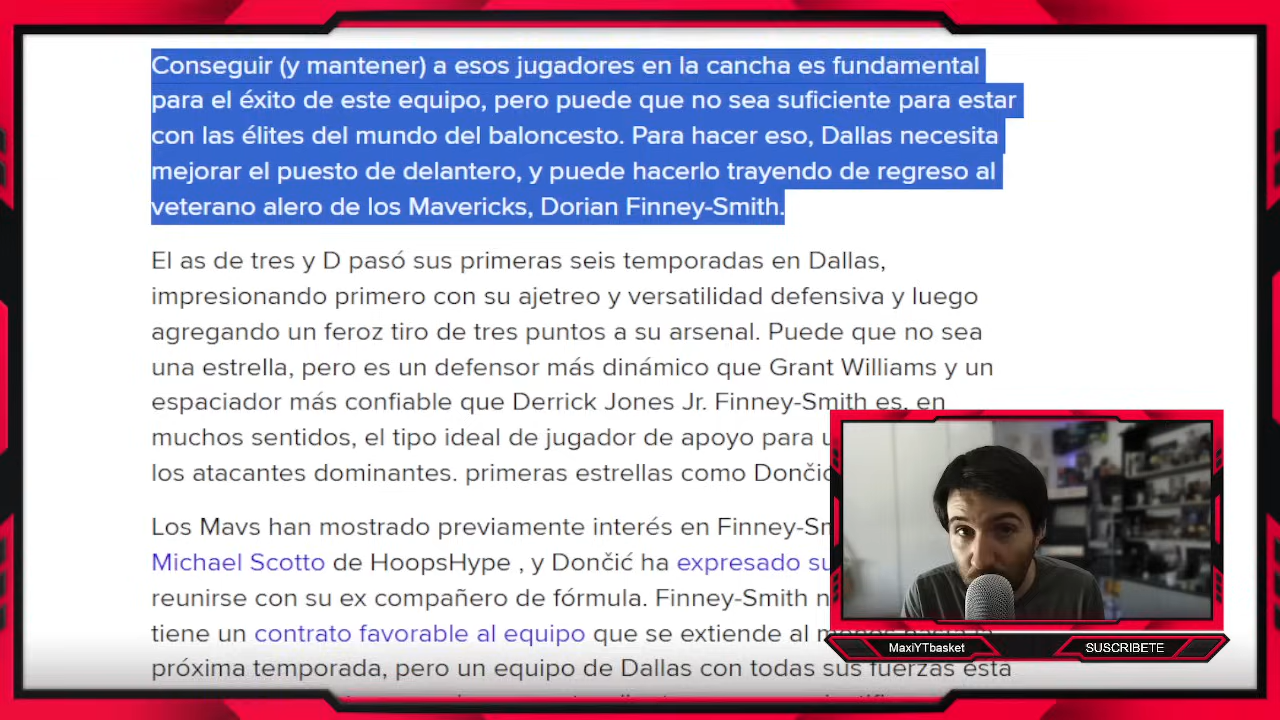 Conseguir (y mantener) a esos jugadores en la cancha es fundamental
para el éxito de este equipo, pero puede que no sea suficiente para estar
con las élites del mundo del baloncesto. Para hacer eso, Dallas necesita
mejorar el puesto de delantero, y puede hacerlo trayendo de regreso al
veterano alero de los Mavericks, Dorian Finney-Smith.
El as de tres y D pasó sus primeras seis temporadas en Dallas,
impresionando primero con su ajetreo y versatilidad defensiva y luego
agregando un feroz tiro de tres puntos a su arsenal. Puede que no sea
una estrella, pero es un defensor más dinámico que Grant Williams y un
espaciador más confiable que Derrick Jones Jr. Finney-Smith es, en
muchos sentidos, el tipo ideal de jugador de apoyo para
los atacantes dominantes. primeras estrellas como
Los Mavs han mostrado previamente interés en
Michael Scotto de HoopsHype , y Dončić ha expresado
reunirse con su ex compañero de fórmula. Finney-Smith
tiene un contrato favorable al equipo que se extiende al
próxima temporada, pero un equipo de Dallas con todas sus fuerzas está
MaxiYTbasket
SUSCRIBETE